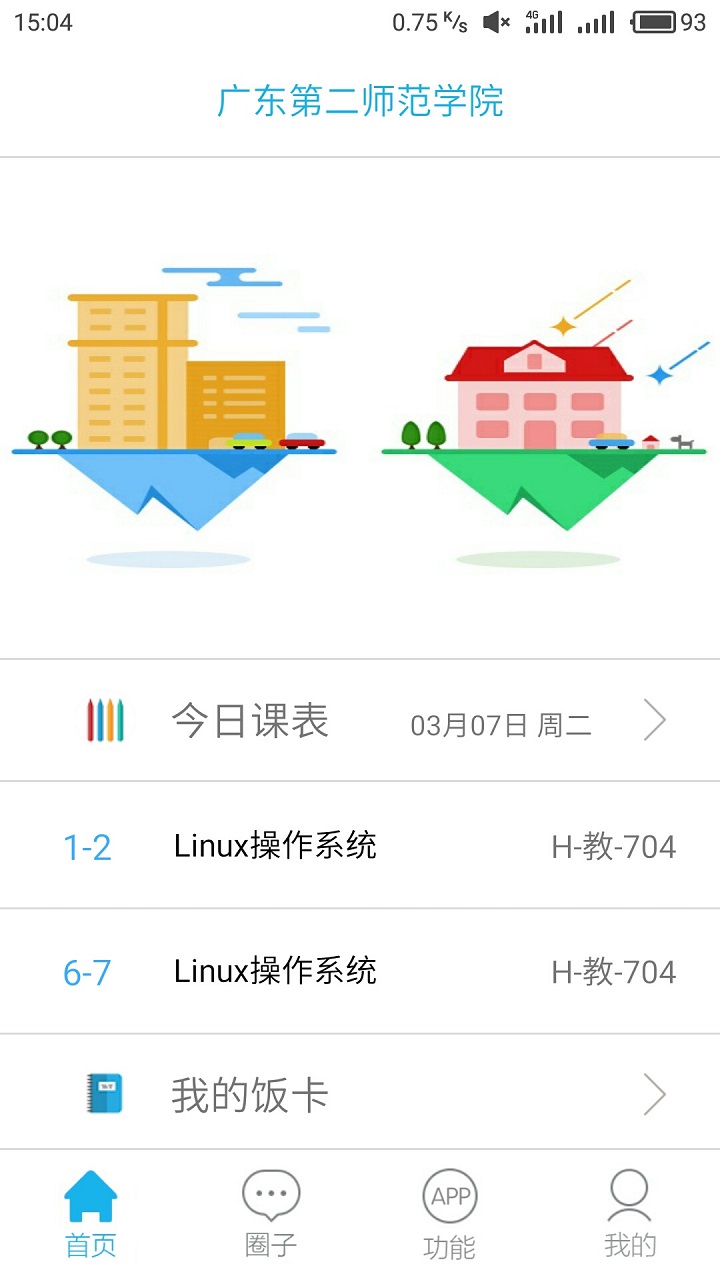 15:04 0.75 K/s 4G 93
广东第二师范学院
今日课表 03月07日 周二
1-2 Linux操作系统 H-教-704
6-7 Linux操作系统 H-教-704
我的饭卡
APP
首页 圈子 功能 我的